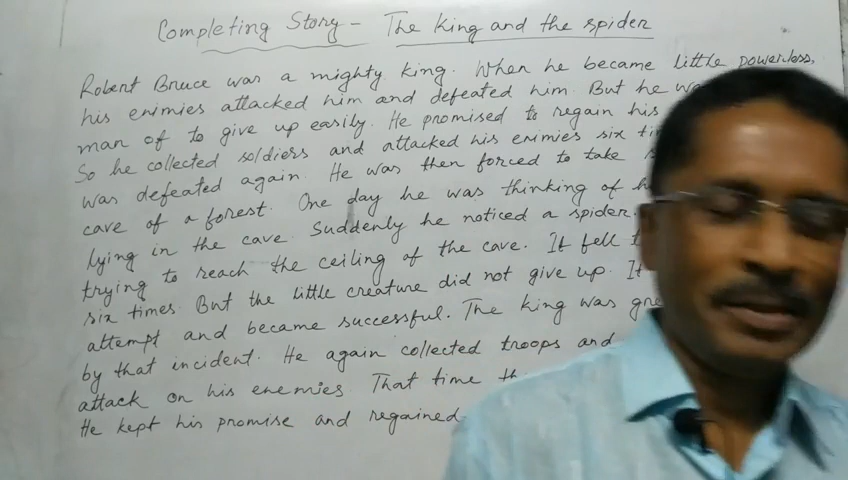 Completing Story - The King and the spider
Robert Bruce was a mighty king. When he became little powerless,
his enimies attacked him and defeated him. But he
man of to give up easily. He promised to regain his
So he collected soldiers and attacked his enimies six
was defeated again. He was then forced to take
cave of a forest. One day he was thinking of
lying in the cave. Suddenly he noticed a spider
trying to reach the ceiling of the cave. It fell
six times. But the little creature did not give up. It
attempt and became successful. The king was
by that incident. He again collected troops and
attack on his enemies. That time
He kept his promise and regained